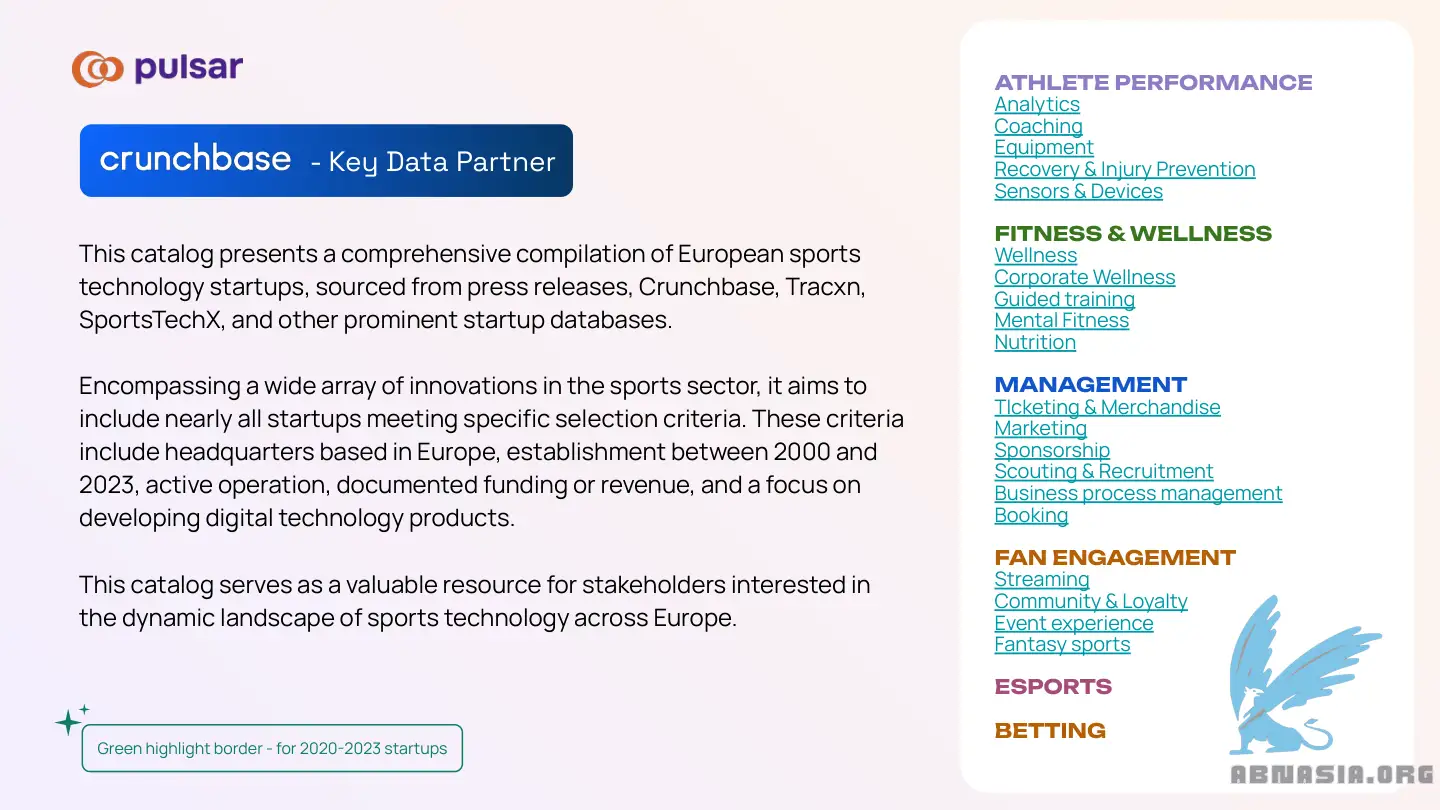 pulsar
crunchbase - Key Data Partner
This catalog presents a comprehensive compilation of European sports
technology startups, sourced from press releases, Crunchbase, Tracxn,
SportsTechX, and other prominent startup databases.
Encompassing a wide array of innovations in the sports sector, it aims to
include nearly all startups meeting specific selection criteria. These criteria
include headquarters based in Europe, establishment between 2000 and
2023, active operation, documented funding or revenue, and a focus on
developing digital technology products.
This catalog serves as a valuable resource for stakeholders interested in
the dynamic landscape of sports technology across Europe.
Green highlight border - for 2020-2023 startups
ATHLETE PERFORMANCE
Analytics
Coaching
Equipment
Recovery & Injury Prevention
Sensors & Devices
FITNESS & WELLNESS
Wellness
Corporate Wellness
Guided training
Mental Fitness
Nutrition
MANAGEMENT
TIcketing & Merchandise
Marketing
Sponsorship
Scouting & Recruitment
Business process management
Booking
FAN ENGAGEMENT
Streaming
Community & Loyalty
Event experience
Fantasy sports
ESPORTS
BETTING
ABNASIA.ORG